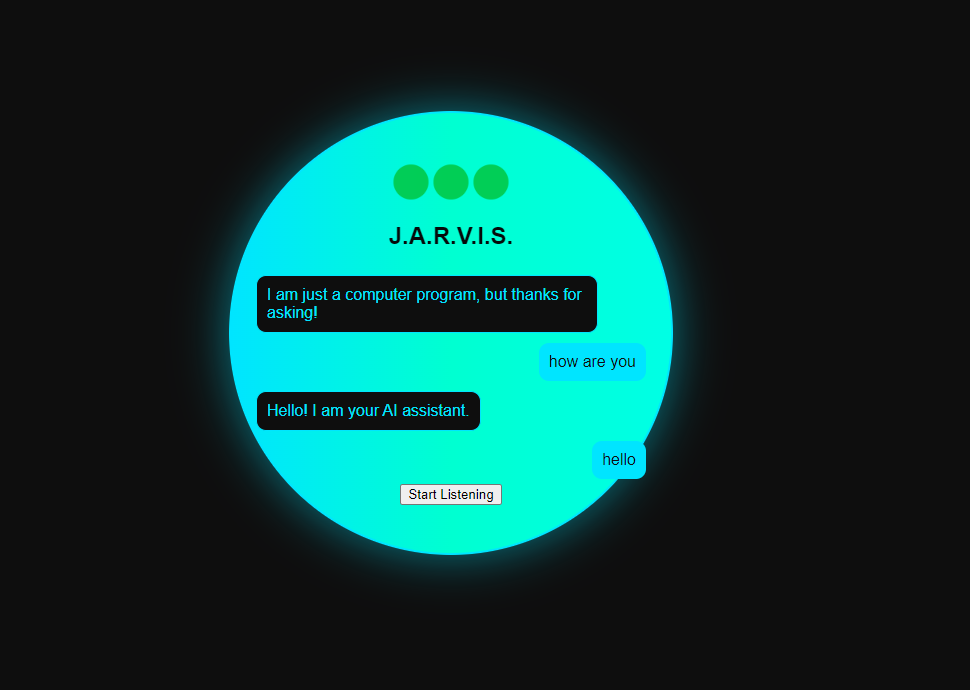 J.A.R.V.I.S.
I am just a computer program, but thanks for
asking!
how are you
Hello! I am your AI assistant.
hello
Start Listening